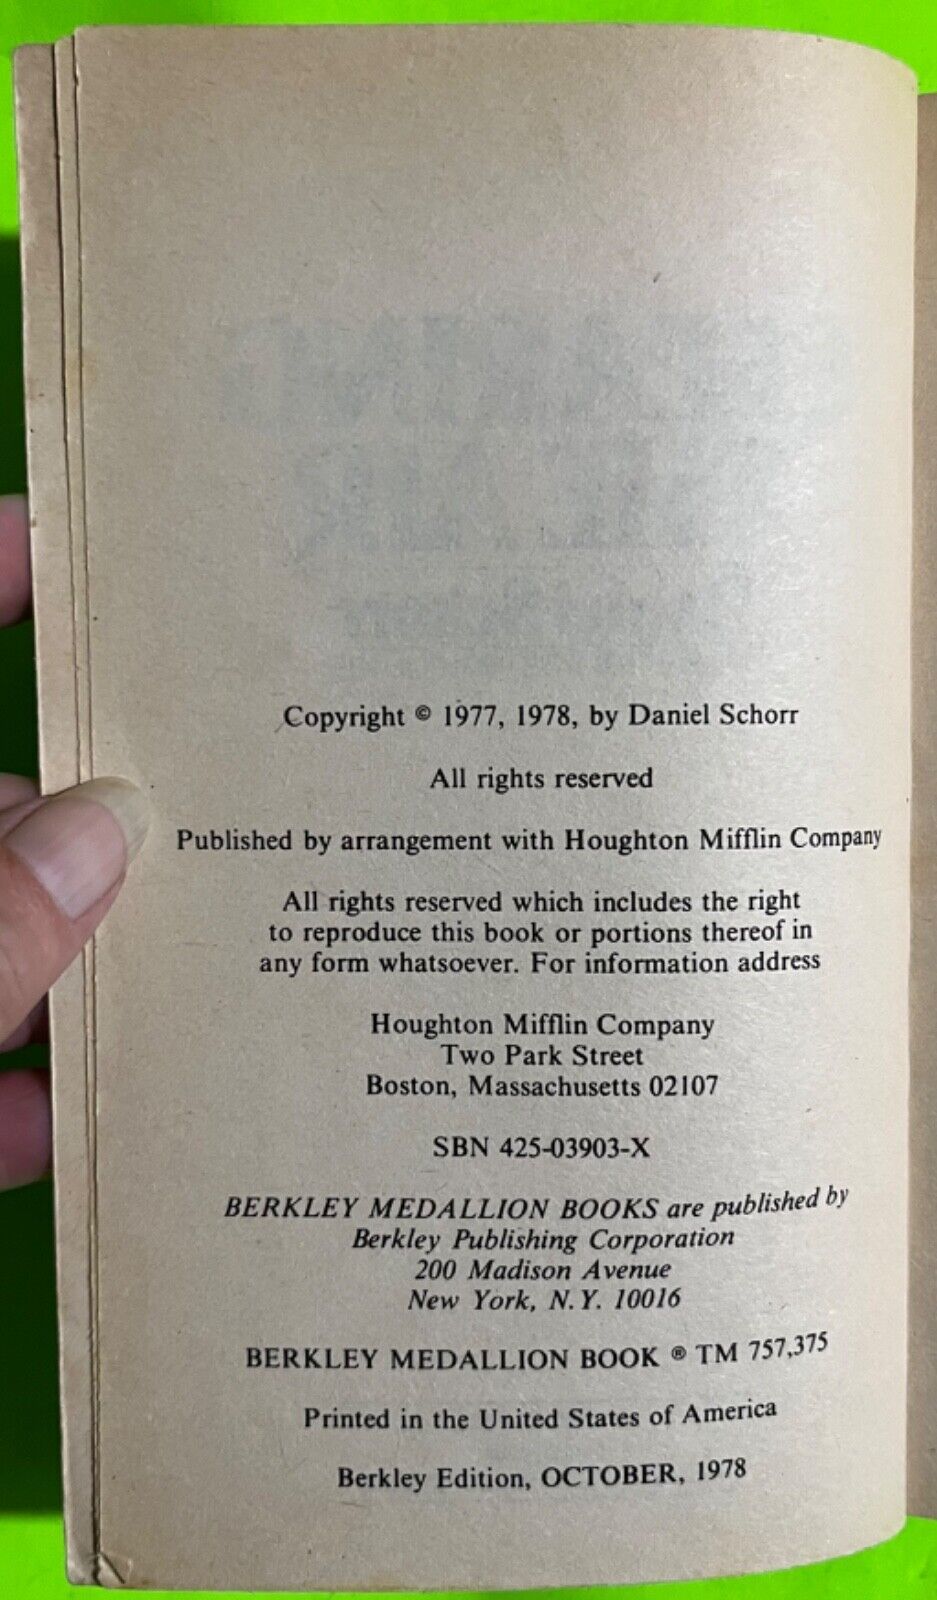 Copyright © 1977, 1978, by Daniel Schorr
All rights reserved
Published by arrangement with Houghton Mifflin Company
All rights reserved which includes the right
to reproduce this book or portions thereof in
any form whatsoever. For information address
Houghton Mifflin Company
Two Park Street
Boston, Massachusetts 02107
SBN 425-03903-X
BERKLEY MEDALLION BOOKS are published by
Berkley Publishing Corporation
200 Madison Avenue
New York, N.Y. 10016
BERKLEY MEDALLION BOOK ® TM 757,375
Printed in the United States of America
Berkley Edition, OCTOBER, 1978